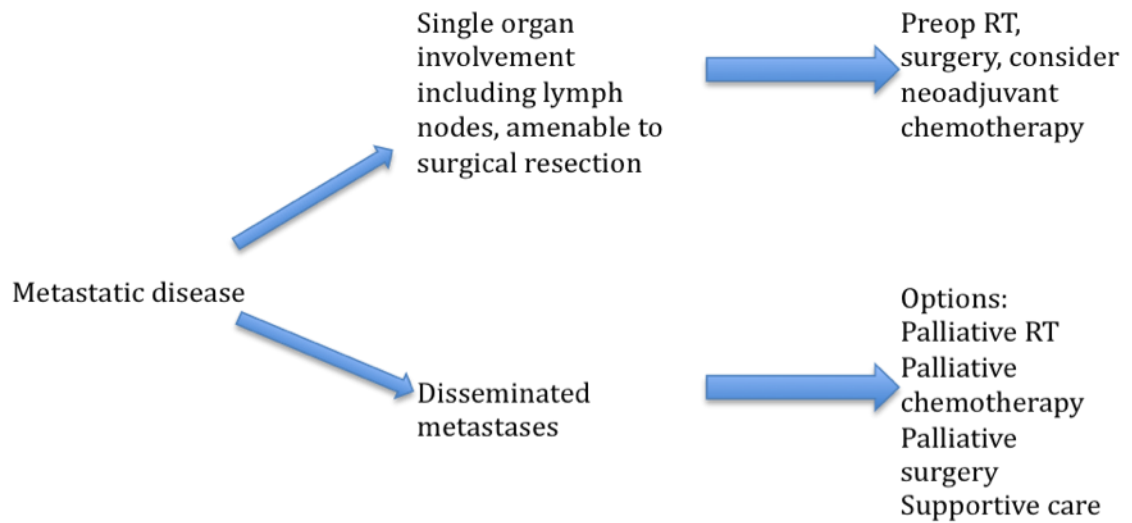 Metastatic disease
Single organ
involvement
including lymph
nodes, amenable to
surgical resection
Preop RT,
surgery, consider
neoadjuvant
chemotherapy
Disseminated
metastases
Options:
Palliative RT
Palliative
chemotherapy
Palliative
surgery
Supportive care